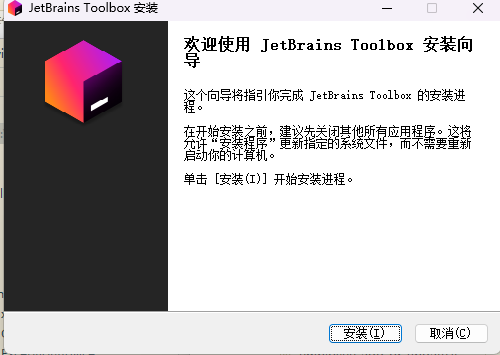 JetBrains Toolbox 安装
欢迎使用 JetBrains Toolbox 安装向
导
这个向导将指引你完成 JetBrains Toolbox 的安装进
程。
在开始安装之前，建议先关闭其他所有应用程序。这将
允许“安装程序”更新指定的系统文件，而不需要重新
启动你的计算机。
单击 [安装(I)] 开始安装进程。
安装(I)
取消(C)